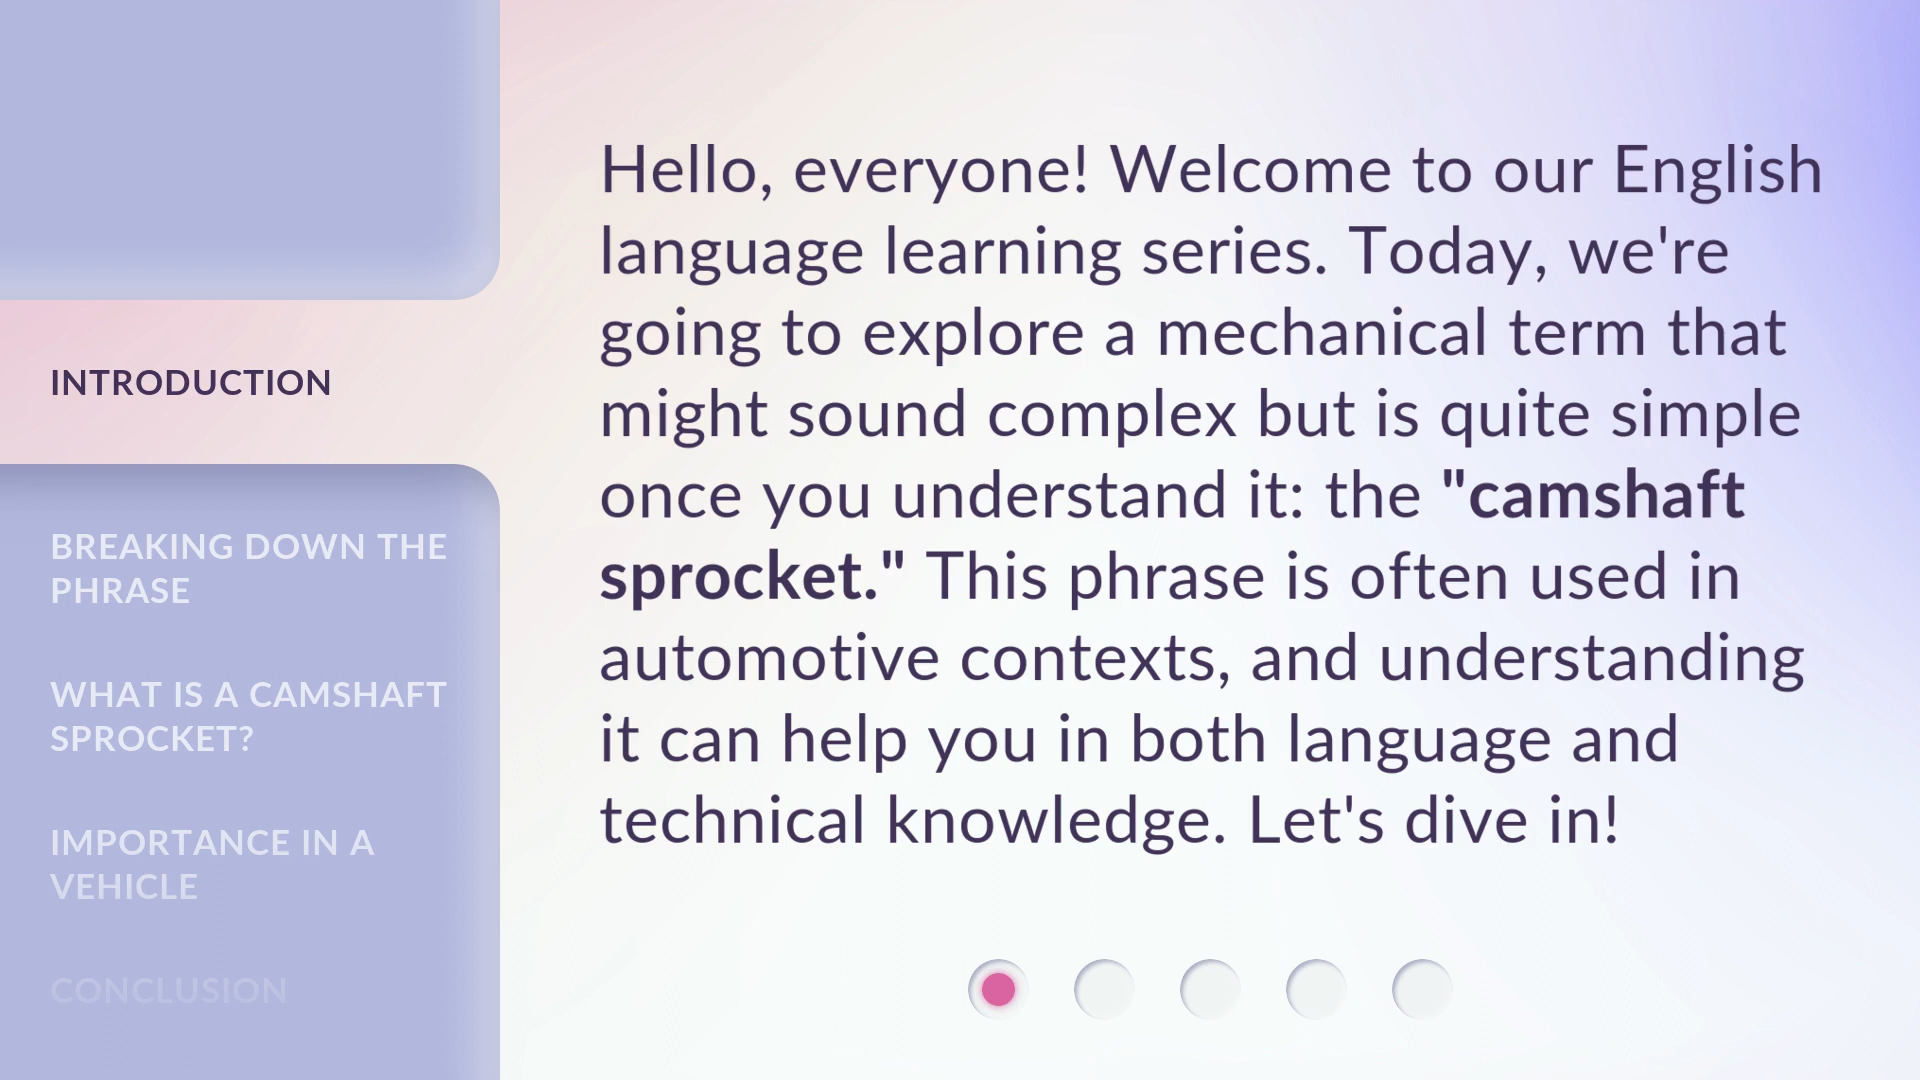 INTRODUCTION
BREAKING DOWN THE
PHRASE
WHAT IS A CAMSHAFT
SPROCKET?
IMPORTANCE IN A
VEHICLE
CONCLUSION
Hello, everyone! Welcome to our English
language learning series. Today, we're
going to explore a mechanical term that
might sound complex but is quite simple
once you understand it: the "camshaft
sprocket." This phrase is often used in
automotive contexts, and understanding
it can help you in both language and
technical knowledge. Let's dive in!